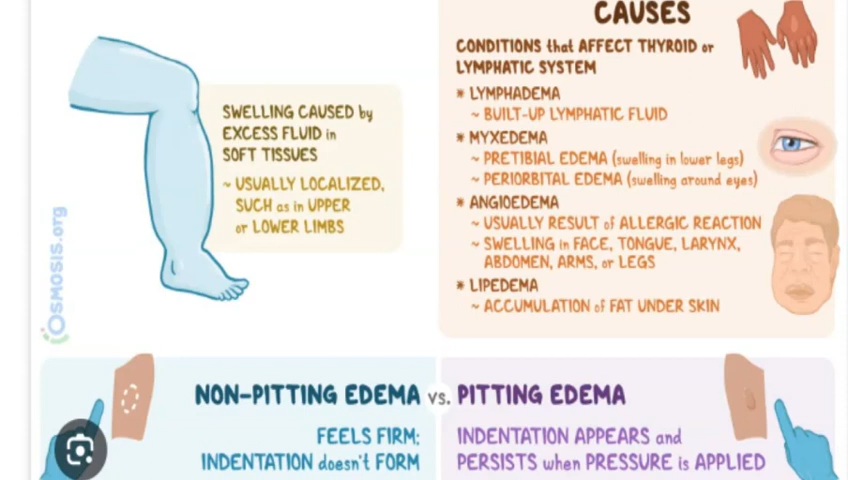 CAUSES
SWELLING CAUSED by
EXCESS FLUID in
SOFT TISSUES
~ USUALLY LOCALIZED,
SUCH as in UPPER
or LOWER LIMBS
CONDITIONS that AFFECT THYROID or
LYMPHATIC SYSTEM
* LYMPHADEMA
~ BUILT-UP LYMPHATIC FLUID
* MYXEDEMA
~ PRETIBIAL EDEMA (swelling in lower legs)
~ PERIORBITAL EDEMA (swelling around eyes)
* ANGIOEDEMA
~ USUALLY RESULT of ALLERGIC REACTION
~ SWELLING in FACE, TONGUE, LARYNX,
ABDOMEN, ARMS, or LEGS
* LIPEDEMA
~ ACCUMULATION of FAT UNDER SKIN
OSMOSIS.org
NON-PITTING EDEMA vs. PITTING EDEMA
FEELS FIRM;
INDENTATION doesn't FORM
INDENTATION APPEARS and
PERSISTS when PRESSURE is APPLIED